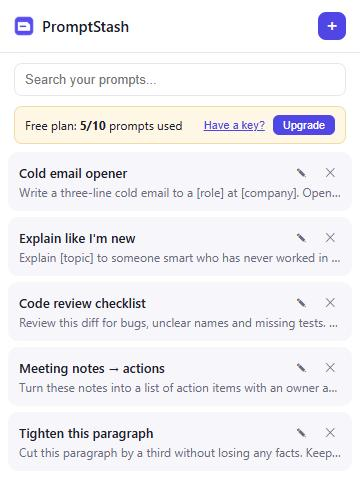 PromptStash
+
Search your prompts...
Free plan: 5/10 prompts used Have a key? Upgrade
Cold email opener
Write a three-line cold email to a [role] at [company]. Open...
Explain like I'm new
Explain [topic] to someone smart who has never worked in ...
Code review checklist
Review this diff for bugs, unclear names and missing tests. ...
Meeting notes → actions
Turn these notes into a list of action items with an owner a...
Tighten this paragraph
Cut this paragraph by a third without losing any facts. Keep...